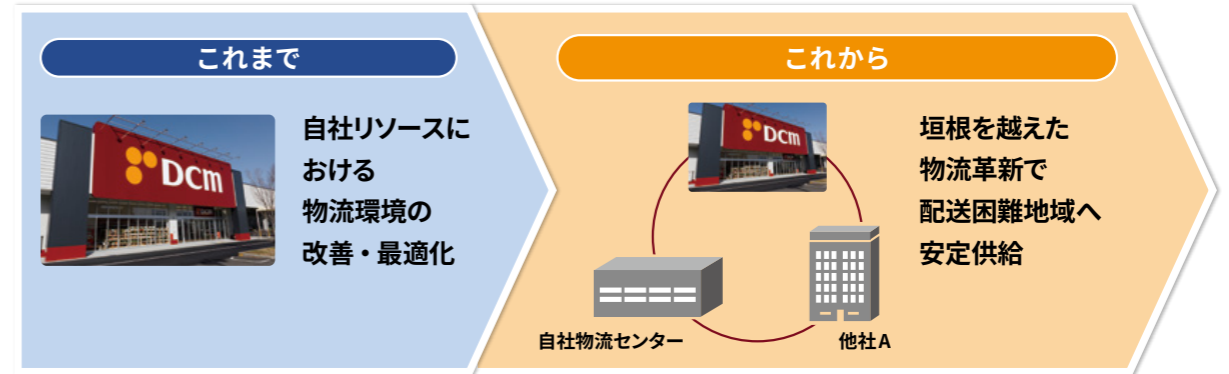 これまで
DCM
自社リソースに
おける
物流環境の
改善・最適化
これから
DCM
垣根を越えた
物流革新で
配送困難地域へ
安定供給
自社物流センター
他社A